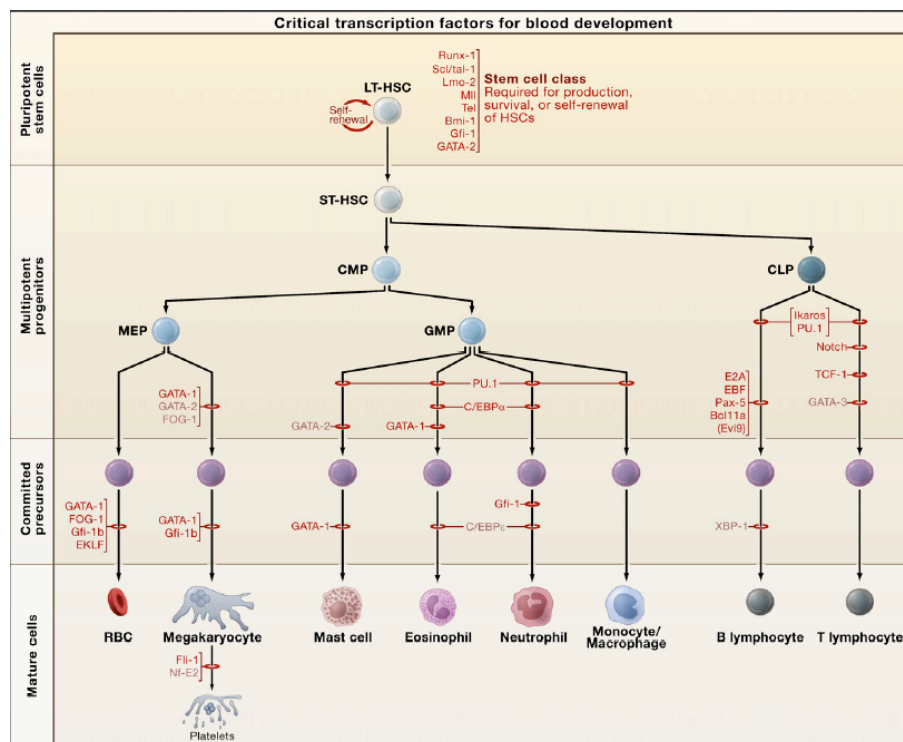 Critical transcription factors for blood development
Pluripotent
stem cells
LT-HSC
Self-
renewal
Runx-1
Scl/tal-1
Lmo-2
Mll
Tel
Bmi-1
Gfi-1
GATA-2
Stem cell class
Required for production,
survival, or self-renewal
of HSCs
Multipotent
progenitors
ST-HSC
CMP
CLP
MEP
GMP
Ikaros
PU.1
Notch
TCF-1
GATA-3
E2A
EBF
Pax-5
Bcl11a
(Evi9)
GATA-1
GATA-2
FOG-1
PU.1
C/EBPα
GATA-2
GATA-1
Committed
precursors
GATA-1
FOG-1
Gfi-1b
EKLF
GATA-1
Gfi-1b
GATA-1
Gfi-1
C/EBPε
XBP-1
Mature cells
RBC
Megakaryocyte
Mast cell
Eosinophil
Neutrophil
Monocyte/
Macrophage
B lymphocyte
T lymphocyte
Fli-1
Nf-E2
Platelets